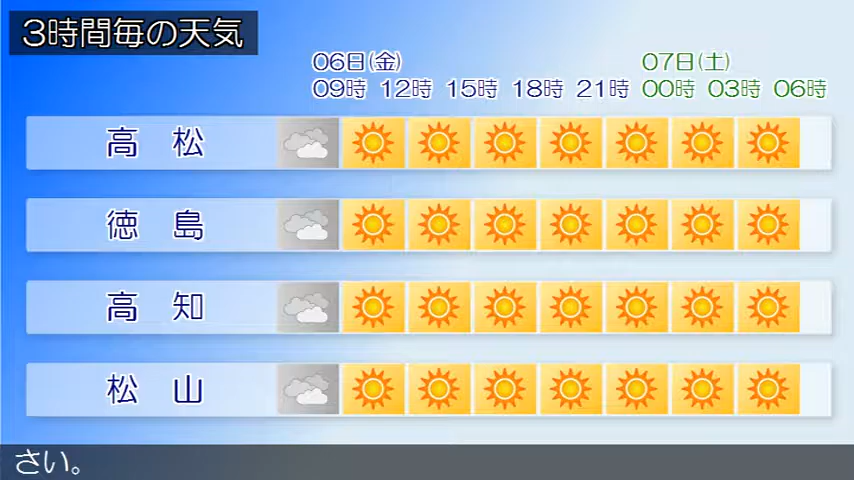 3時間毎の天気
06日(金) 07日(土)
09時 12時 15時 18時 21時 00時 03時 06時
高松
徳島
高知
松山
さい。